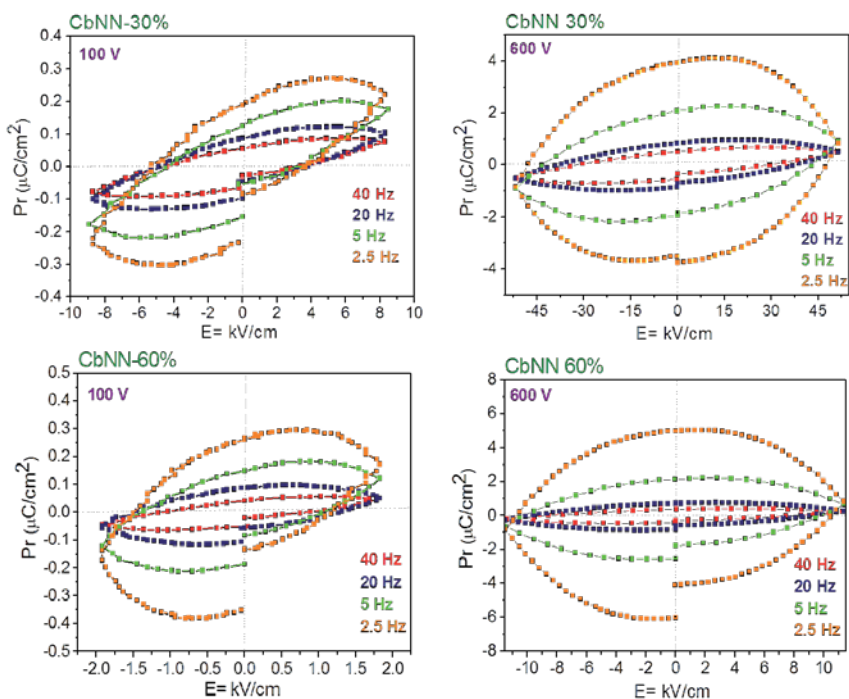 CbNN-30%
100 V
Pr (µC/cm²)
0.4
0.3
0.2
0.1
0.0
-0.1
-0.2
-0.3
0.4
40 Hz
20 Hz
5 Hz
2.5 Hz
-10 -8 -6 -4 -2 0 2 4 6 8 10
E= kV/cm
CbNN 30%
600 V
Pr (µC/cm²)
4
2
0
-2
-4
40 Hz
20 Hz
5 Hz
2.5 Hz
-45 -30 -15 0 15 30 45
E= kV/cm
CbNN-60%
100 V
Pr (µC/cm²)
0.5
0.4
0.3
0.2
0.1
0.0
-0.1
-0.2
-0.3
-0.4
0.5
40 Hz
20 Hz
5 Hz
2.5 Hz
-2.0 -1.5 -1.0 -0.5 0.0 0.5 1.0 1.5 2.0
E= kV/cm
CbNN 60%
600 V
Pr (µC/cm²)
8
6
4
2
0
-2
-4
-6
-8
40 Hz
20 Hz
5 Hz
2.5 Hz
-10 -8 -6 -4 -2 0 2 4 6 8 10
E= kV/cm